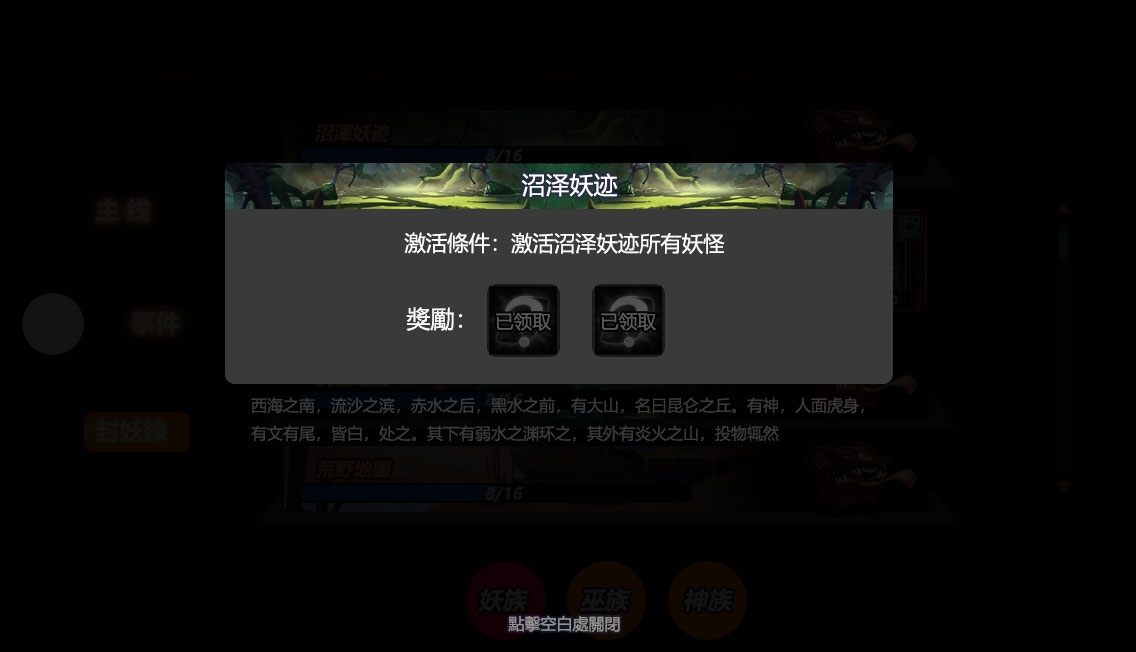 沼澤妖迹
8/16
沼泽妖迹
主线
激活條件：激活沼泽妖迹所有妖怪
事件
獎勵：
已领取
已领取
西海之南，流沙之滨，赤水之后，黑水之前，有大山，名日昆仑之丘。有神，人面虎身，
封妖錄
有文有尾，皆白，处之。其下有弱水之渊环之，其外有炎火之山，投物辄然
荒野地圖
8/16
妖族
巫族
神族
點擊空白處關閉